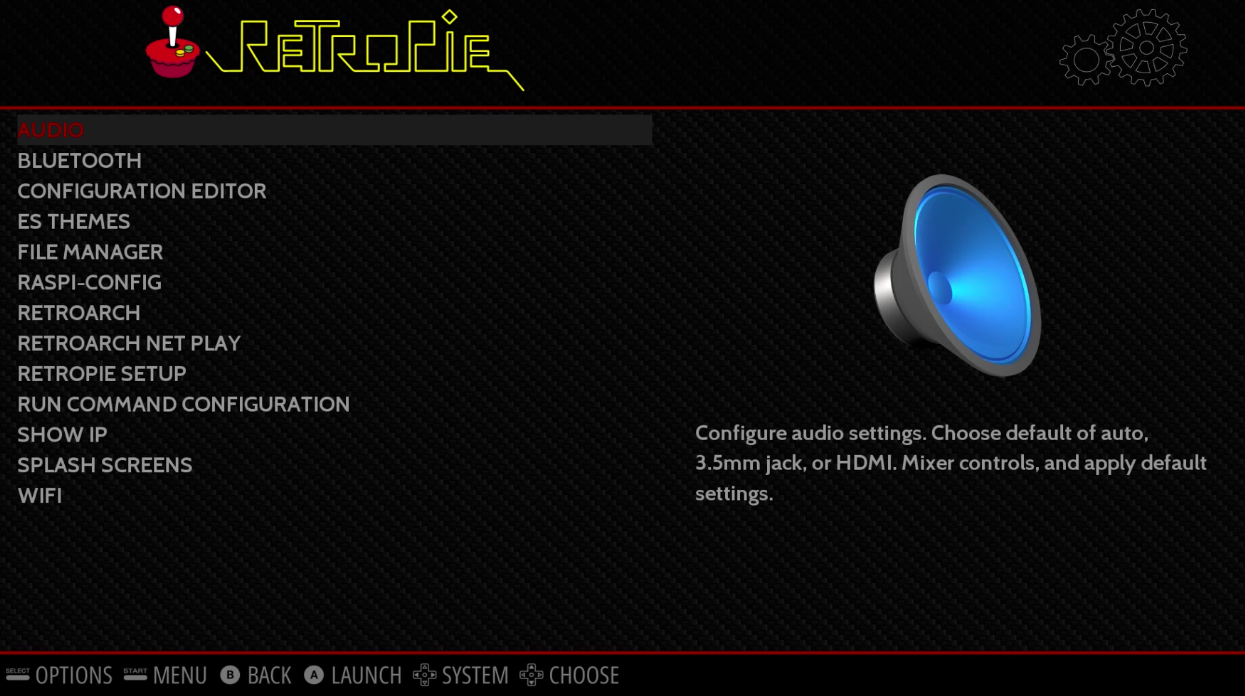 RETROPIE
AUDIO
BLUETOOTH
CONFIGURATION EDITOR
ES THEMES
FILE MANAGER
RASPI-CONFIG
RETROARCH
RETROARCH NET PLAY
RETROPIE SETUP
RUN COMMAND CONFIGURATION
SHOW IP
SPLASH SCREENS
WIFI
Configure audio settings. Choose default of auto,
3.5mm jack, or HDMI. Mixer controls, and apply default
settings.
SELECT OPTIONS START MENU B BACK A LAUNCH SYSTEM CHOOSE